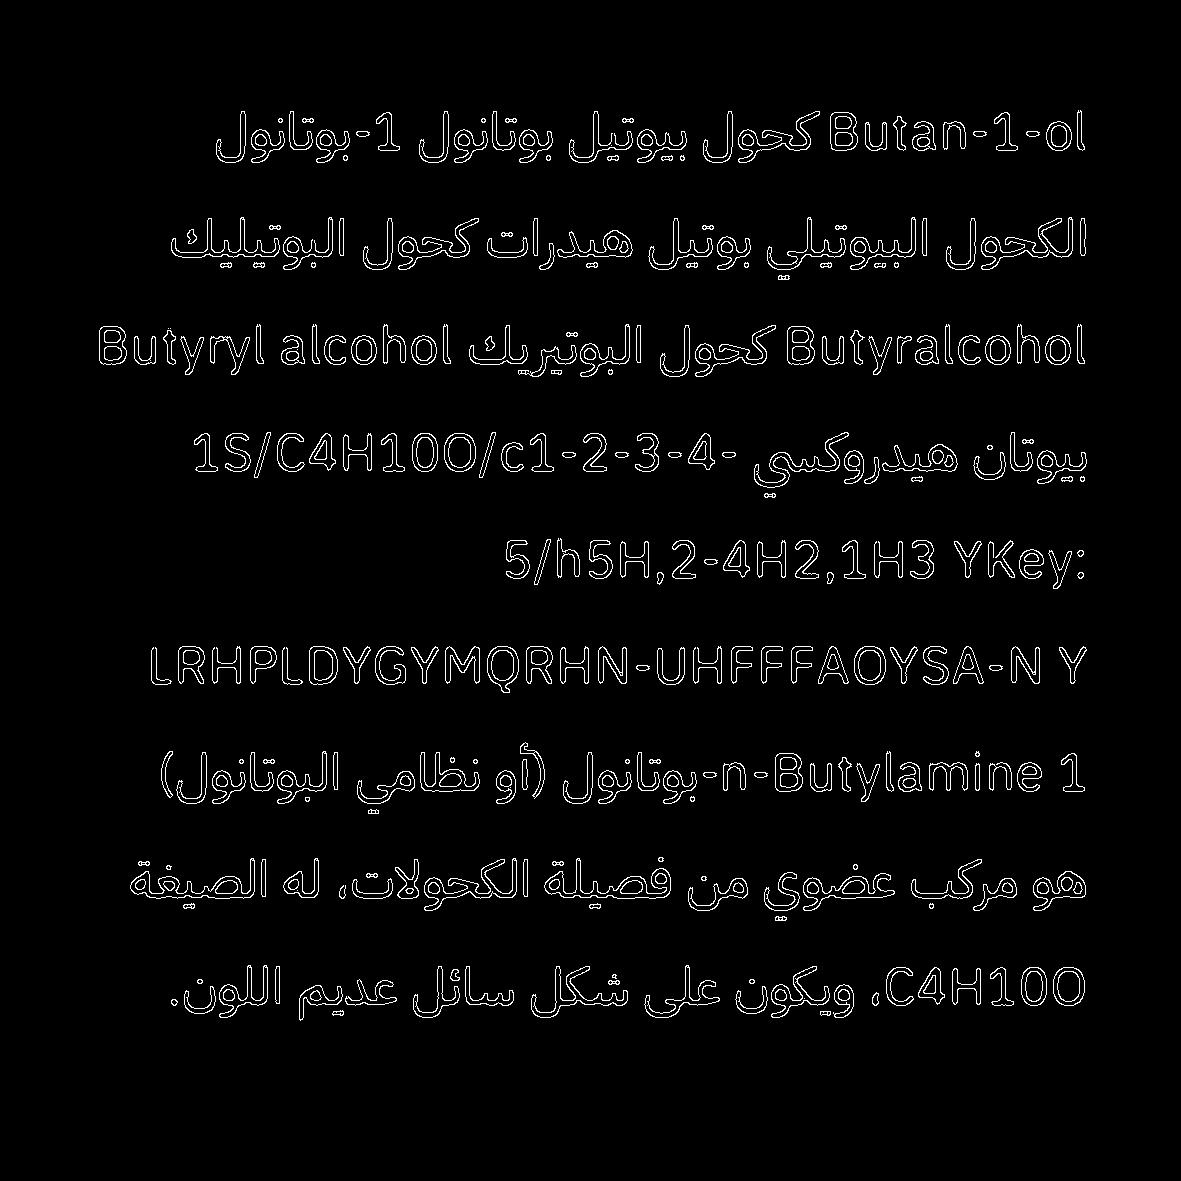 Butan-1-ol كحول بيوتيل بوتانول 1-بوتانول
الكحول البيوتيلي بوتيل هيدرات كحول البوتيليك
Butyralcohol كحول البوتيريك Butyryl alcohol
بيوتان هيدروكسي 1S/C4H10O/c1-2-3-4-
5/h5H,2-4H2,1H3 YKey:
LRHPLDYGYMQRHN-UHFFFAOYSA-N Y
n-Butylamine 1-بوتانول (أو نظامي البوتانول)
هو مركب عضوي من فصيلة الكحولات، له الصيغة
C4H10O، ويكون على شكل سائل عديم اللون.